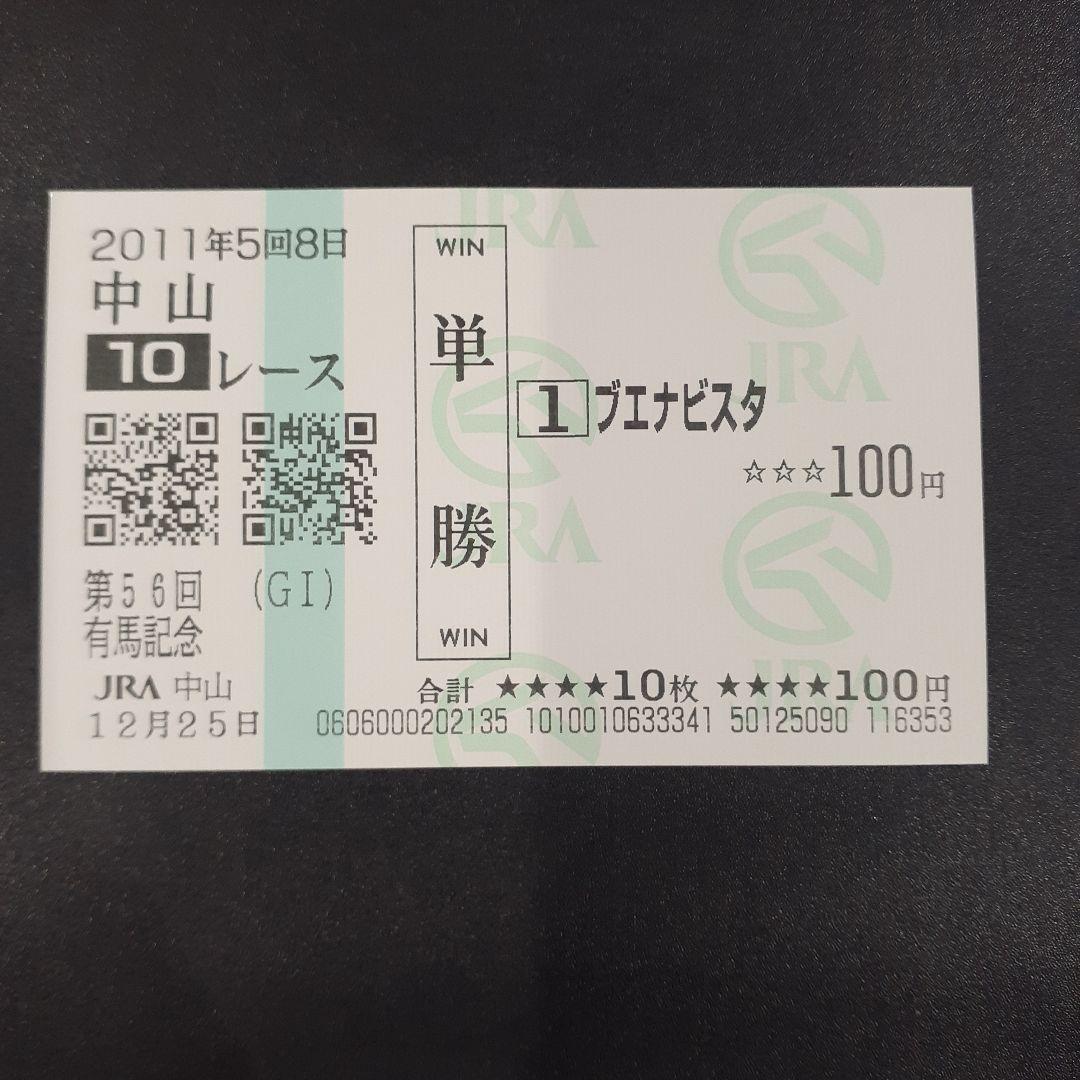 2011年5回8日
中山
10レース
第56回 (GI)
有馬記念
JRA 中山
12月25日
WIN
単勝
WIN
1 ブエナビスタ
☆☆☆100円
合計 ★★★★10枚 ★★★★100円
0606000202135 1010010633341 50125090 116353
JRA
JRA
JRA
JRA